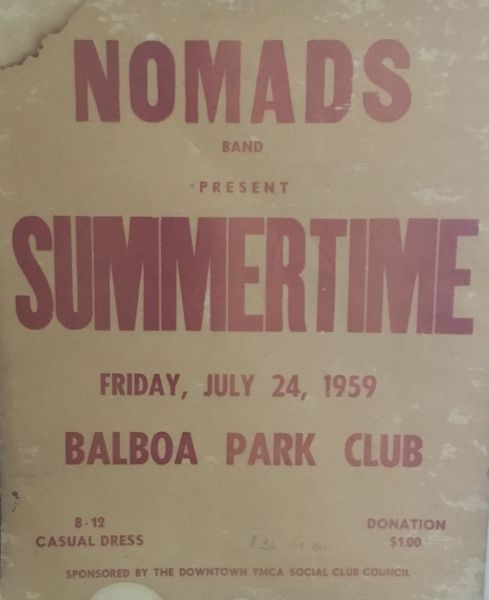 NOMADS
BAND
PRESENT
SUMMERTIME
FRIDAY, JULY 24, 1959
BALBOA PARK CLUB
8-12
CASUAL DRESS
DONATION
$1.00
SPONSORED BY THE DOWNTOWN YMCA SOCIAL CLUB COUNCIL